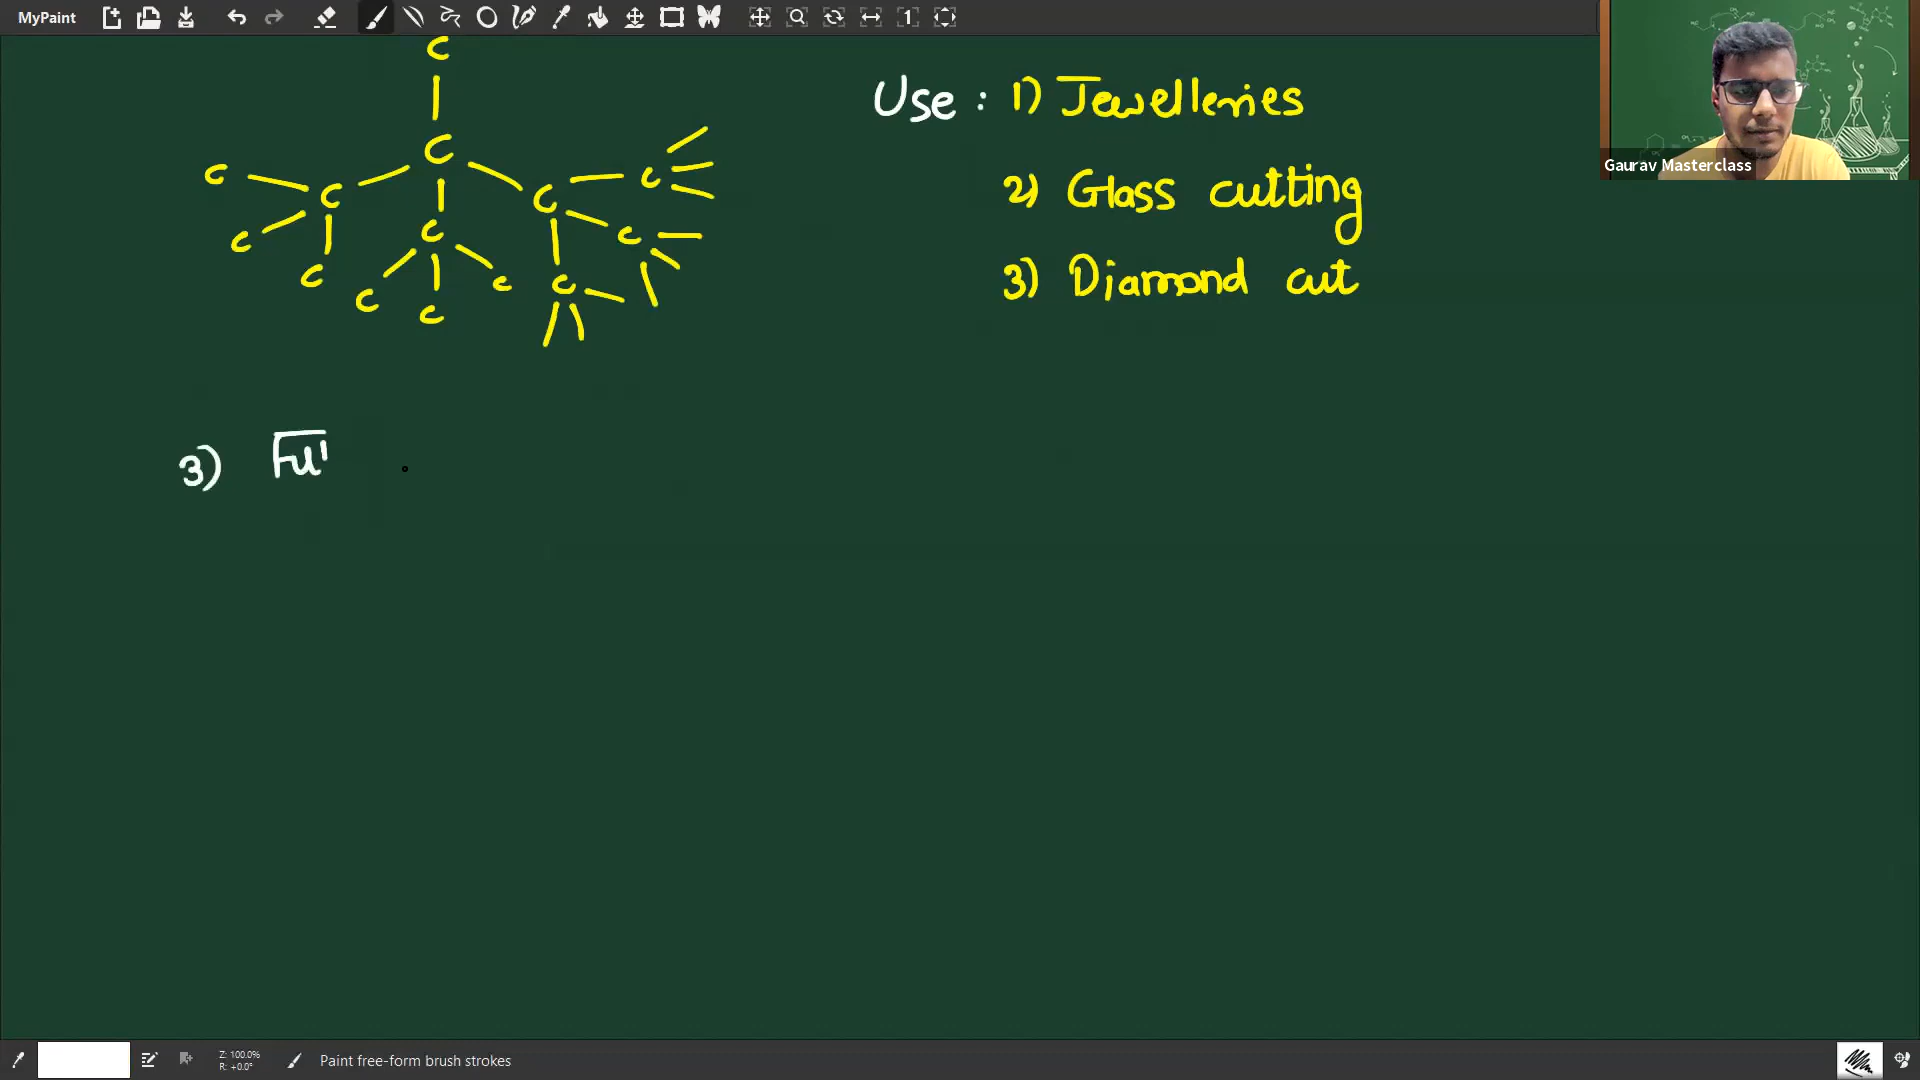 MyPaint
C
C
C C C C
C C C
C C C C
C C
Use : 1) Jewelleries
2) Glass cutting
3) Diamond cut
3) Ful
Gaurav Masterclass
Z: 100.0%
R: +0.0°
Paint free-form brush strokes